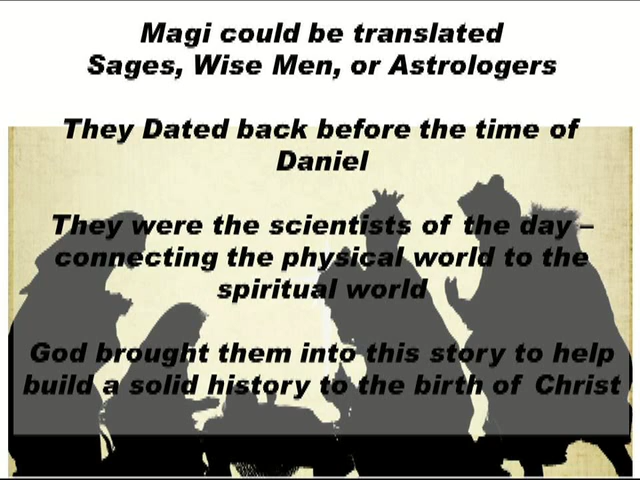 Magi could be translated
Sages, Wise Men, or Astrologers
They Dated back before the time of
Daniel
They were the scientists of the day –
connecting the physical world to the
spiritual world
God brought them into this story to help
build a solid history to the birth of Christ